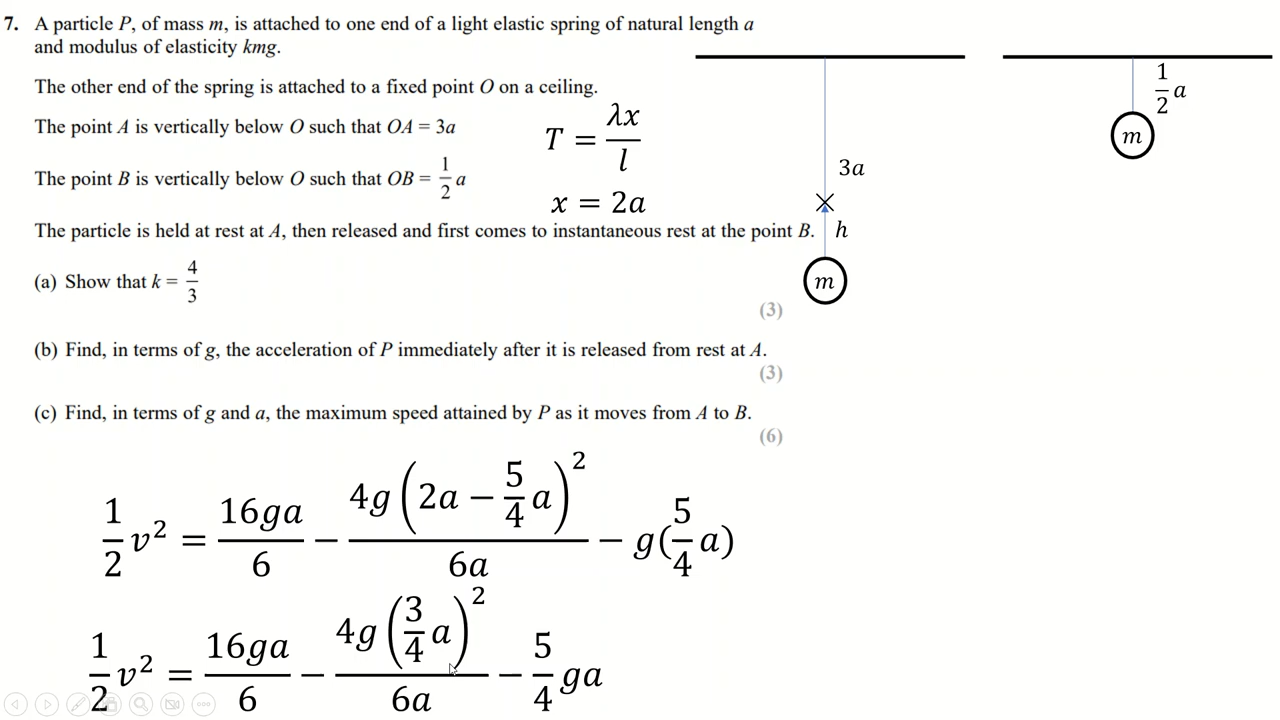 7. A particle P, of mass m, is attached to one end of a light elastic spring of natural length a
and modulus of elasticity kmg.
The other end of the spring is attached to a fixed point O on a ceiling.
The point A is vertically below O such that OA = 3a
The point B is vertically below O such that OB = 1/2 a
The particle is held at rest at A, then released and first comes to instantaneous rest at the point B.
(a) Show that k = 4/3
(3)
(b) Find, in terms of g, the acceleration of P immediately after it is released from rest at A.
(3)
(c) Find, in terms of g and a, the maximum speed attained by P as it moves from A to B.
(6)
T = λx/l
x = 2a
3a
h
m
1/2 a
m
1/2 v² = 16ga/6 − 4g(2a − 5/4 a)²/6a − g(5/4 a)
1/2 v² = 16ga/6 − 4g(3/4 a)²/6a − 5/4 ga